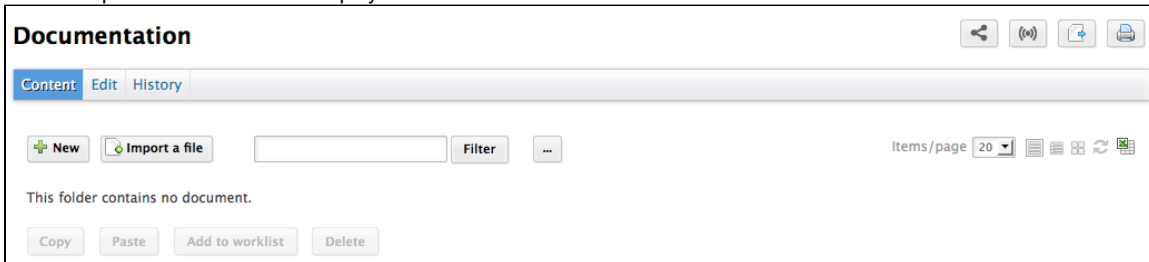 Documentation
Content Edit History
New Import a file Filter ... Items/page 20
This folder contains no document.
Copy Paste Add to worklist Delete